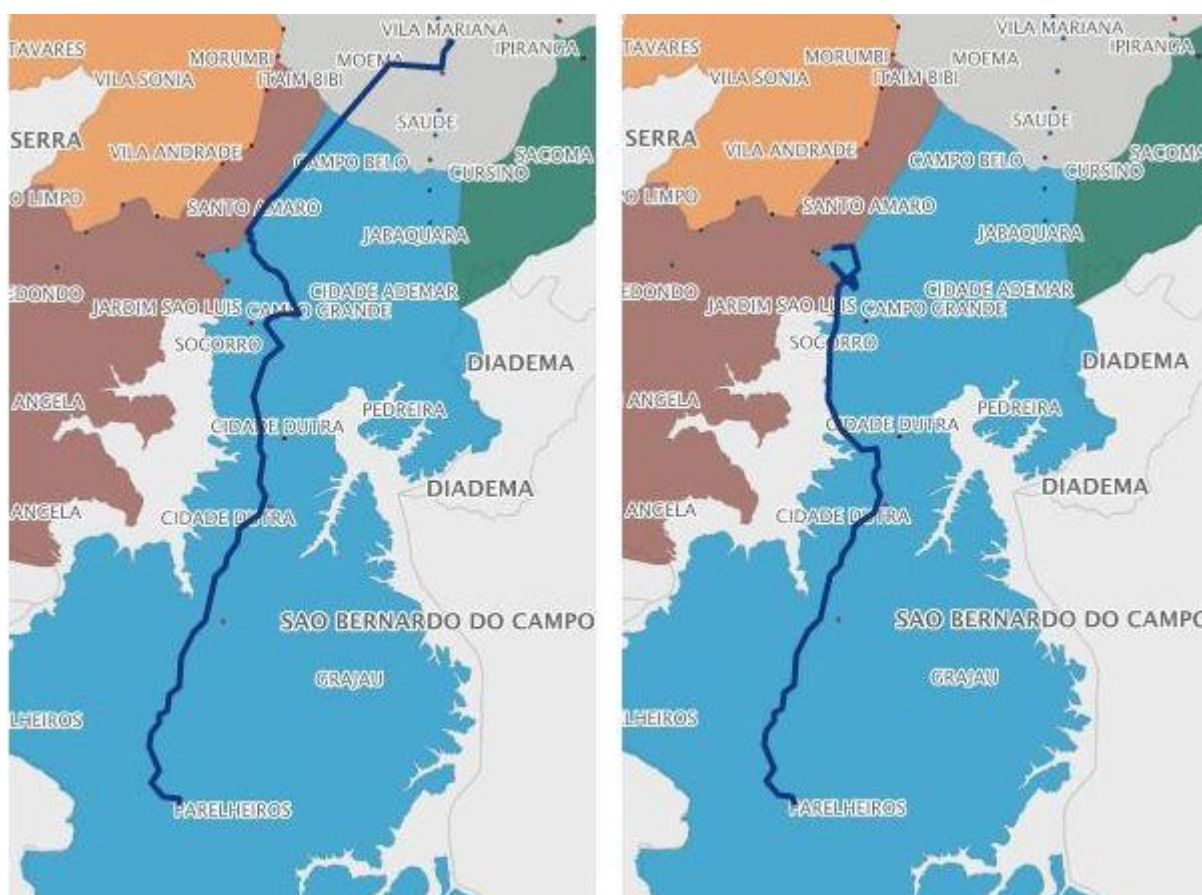 VILA MARIANA
TAVARES
MORUMBI
MOEMA
IPIRANGA
VILA SONIA
ITAIM BIBI
SERRA
SAUDE
VILA ANDRADE
CAMPO BELO
SACOMA
CURSINO
O LIMPO
SANTO AMARO
JABAQUARA
EDONDO
CIDADE ADEMAR
JARDIM SAO LUIS
CAMPO GRANDE
SOCORRO
DIADEMA
ANGELA
PEDREIRA
CIDADE DUTRA
DIADEMA
ANGELA
CIDADE DUTRA
SAO BERNARDO DO CAMPO
GRAJAU
LHEIROS
PARELHEIROS
VILA MARIANA
TAVARES
MORUMBI
MOEMA
IPIRANGA
VILA SONIA
ITAIM BIBI
SERRA
SAUDE
VILA ANDRADE
CAMPO BELO
SACOMA
CURSINO
O LIMPO
SANTO AMARO
JABAQUARA
EDONDO
CIDADE ADEMAR
JARDIM SAO LUIS
CAMPO GRANDE
SOCORRO
DIADEMA
ANGELA
PEDREIRA
CIDADE DUTRA
DIADEMA
ANGELA
CIDADE DUTRA
SAO BERNARDO DO CAMPO
GRAJAU
ELHEIROS
PARELHEIROS